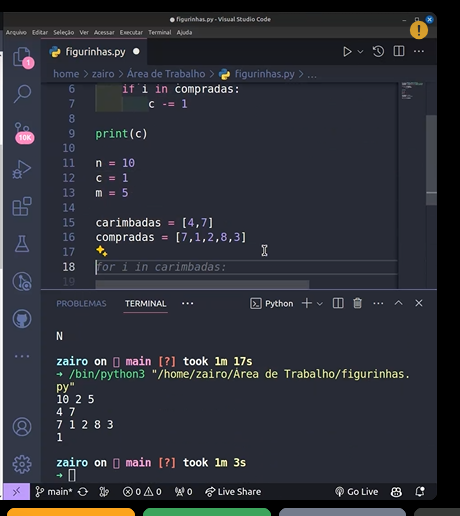 figurinhas.py - Visual Studio Code
Arquivo Editar Seleção Ver Acessar Executar Terminal Ajuda
figurinhas.py
home > zairo > Área de Trabalho > figurinhas.py > ...
6 if i in compradas:
7 c -= 1
8
9 print(c)
10
11 n = 10
12 c = 1
13 m = 5
14
15 carimbadas = [4,7]
16 compradas = [7,1,2,8,3]
17
18 for i in carimbadas:
19
1
10K
PROBLEMAS TERMINAL ... Python
N
zairo on main [?] took 1m 17s
→ /bin/python3 "/home/zairo/Área de Trabalho/figurinhas.
py"
10 2 5
4 7
7 1 2 8 3
1
zairo on main [?] took 1m 3s
→
main* 0 0 0 Live Share Go Live